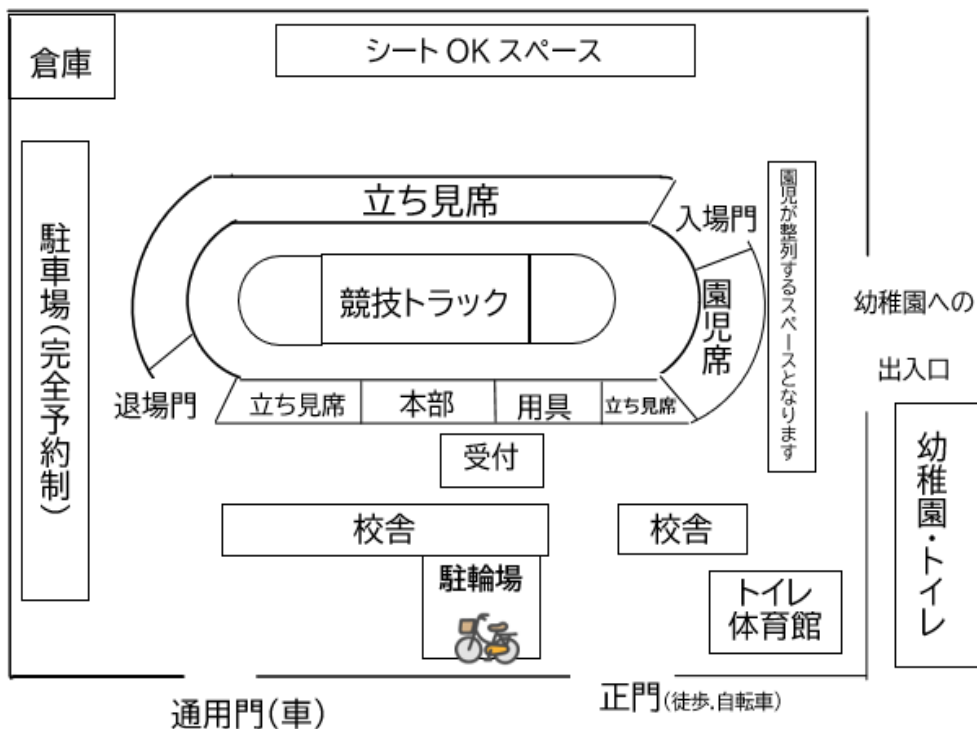 倉庫
シートOKスペース
立ち見席
入場門
園児が整列するスペースとなります
駐車場(完全予約制)
競技トラック
園児席
幼稚園への
出入口
退場門
立ち見席
本部
用具
立ち見席
受付
幼稚園・トイレ
校舎
校舎
駐輪場
トイレ
体育館
通用門(車)
正門(徒歩.自転車)